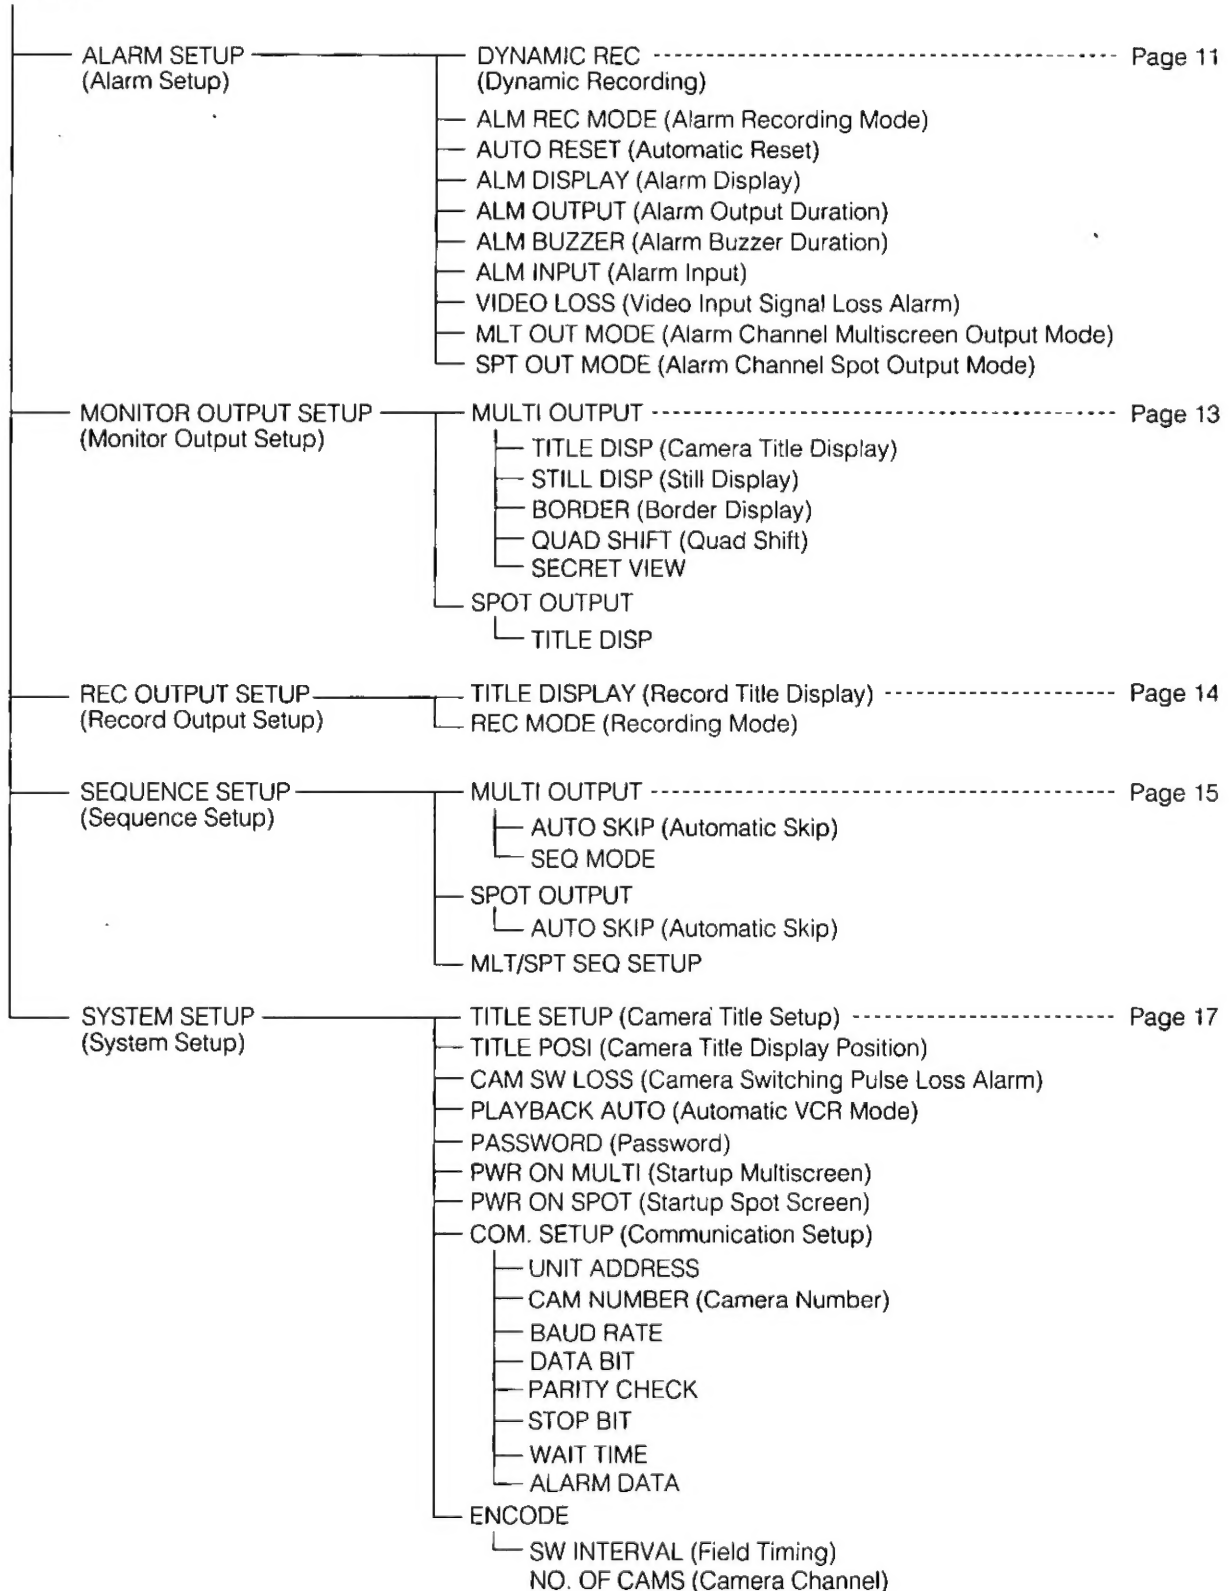 ALARM SETUP DYNAMIC REC Page 11
(Alarm Setup) (Dynamic Recording)
ALM REC MODE (Alarm Recording Mode)
AUTO RESET (Automatic Reset)
ALM DISPLAY (Alarm Display)
ALM OUTPUT (Alarm Output Duration)
ALM BUZZER (Alarm Buzzer Duration)
ALM INPUT (Alarm Input)
VIDEO LOSS (Video Input Signal Loss Alarm)
MLT OUT MODE (Alarm Channel Multiscreen Output Mode)
SPT OUT MODE (Alarm Channel Spot Output Mode)
MONITOR OUTPUT SETUP MULTI OUTPUT Page 13
(Monitor Output Setup)
TITLE DISP (Camera Title Display)
STILL DISP (Still Display)
BORDER (Border Display)
QUAD SHIFT (Quad Shift)
SECRET VIEW
SPOT OUTPUT
TITLE DISP
REC OUTPUT SETUP TITLE DISPLAY (Record Title Display) Page 14
(Record Output Setup) REC MODE (Recording Mode)
SEQUENCE SETUP MULTI OUTPUT Page 15
(Sequence Setup)
AUTO SKIP (Automatic Skip)
SEQ MODE
SPOT OUTPUT
AUTO SKIP (Automatic Skip)
MLT/SPT SEQ SETUP
SYSTEM SETUP TITLE SETUP (Camera Title Setup) Page 17
(System Setup) TITLE POSI (Camera Title Display Position)
CAM SW LOSS (Camera Switching Pulse Loss Alarm)
PLAYBACK AUTO (Automatic VCR Mode)
PASSWORD (Password)
PWR ON MULTI (Startup Multiscreen)
PWR ON SPOT (Startup Spot Screen)
COM. SETUP (Communication Setup)
UNIT ADDRESS
CAM NUMBER (Camera Number)
BAUD RATE
DATA BIT
PARITY CHECK
STOP BIT
WAIT TIME
ALARM DATA
ENCODE
SW INTERVAL (Field Timing)
NO. OF CAMS (Camera Channel)